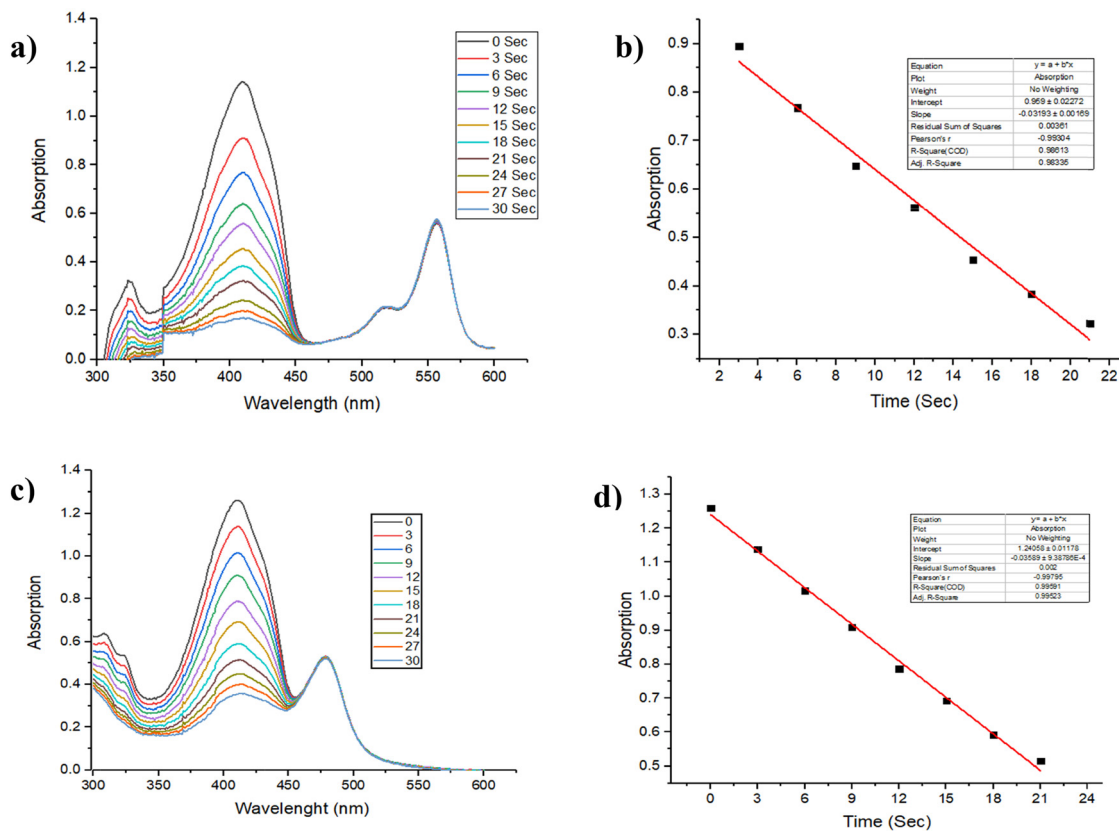 a)
1.4
1.2
1.0
0.8
0.6
0.4
0.2
0.0
Absorption
300 350 400 450 500 550 600
Wavelength (nm)
0 Sec
3 Sec
6 Sec
9 Sec
12 Sec
15 Sec
18 Sec
21 Sec
24 Sec
27 Sec
30 Sec
b)
0.9
0.8
0.7
0.6
0.5
0.4
0.3
Absorption
2 4 6 8 10 12 14 16 18 20 22
Time (Sec)
Equation y = a + b*x
Plot Absorption
Weight No Weighting
Intercept 0.959 ± 0.02272
Slope -0.03193 ± 0.00169
Residual Sum of Squares 0.00361
Pearson's r -0.99304
R-Square(COD) 0.98613
Adj. R-Square 0.98335
c)
1.4
1.2
1.0
0.8
0.6
0.4
0.2
0.0
Absorption
300 350 400 450 500 550 600
Wavelenght (nm)
0
3
6
9
12
15
18
21
24
27
30
d)
1.3
1.2
1.1
1.0
0.9
0.8
0.7
0.6
0.5
Absorption
0 3 6 9 12 15 18 21 24
Time (Sec)
Equation y = a + b*x
Plot Absorption
Weight No Weighting
Intercept 1.24058 ± 0.01178
Slope -0.03589 ± 9.38786E-4
Residual Sum of Squares 0.002
Pearson's r -0.99795
R-Square(COD) 0.99591
Adj. R-Square 0.99523